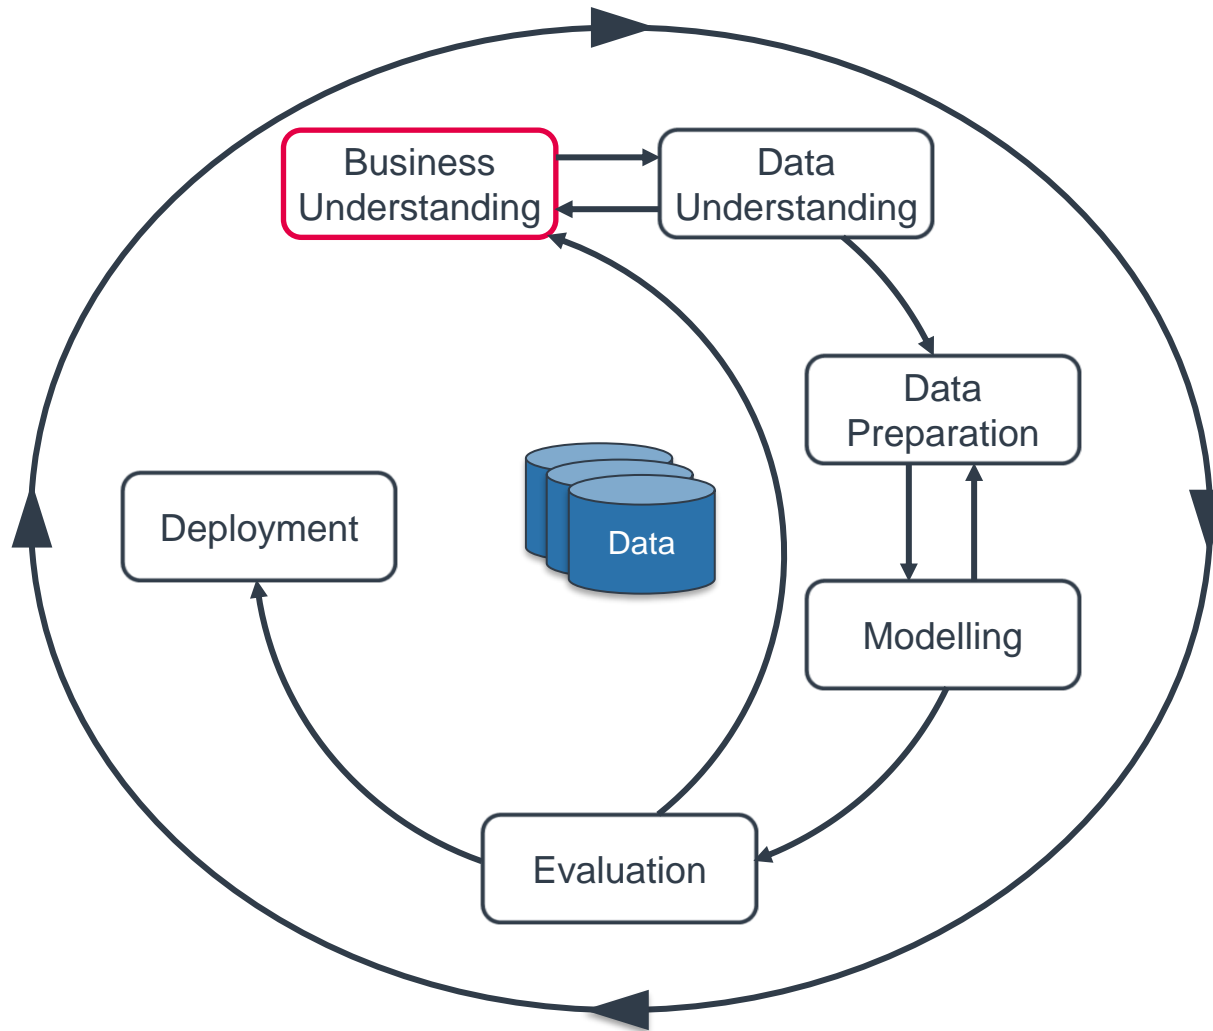 Business
Understanding
Data
Understanding
Data
Preparation
Deployment
Data
Modelling
Evaluation